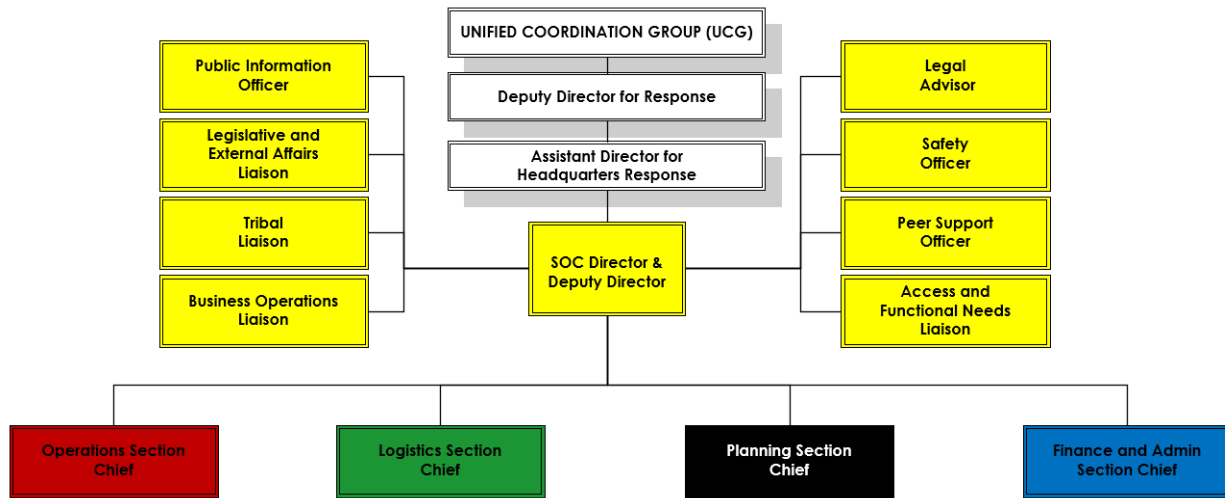 UNIFIED COORDINATION GROUP (UCG)
Deputy Director for Response
Assistant Director for
Headquarters Response
Public Information
Officer
Legislative and
External Affairs
Liaison
Tribal
Liaison
Business Operations
Liaison
SOC Director &
Deputy Director
Legal
Advisor
Safety
Officer
Peer Support
Officer
Access and
Functional Needs
Liaison
Operations Section
Chief
Logistics Section
Chief
Planning Section
Chief
Finance and Admin
Section Chief